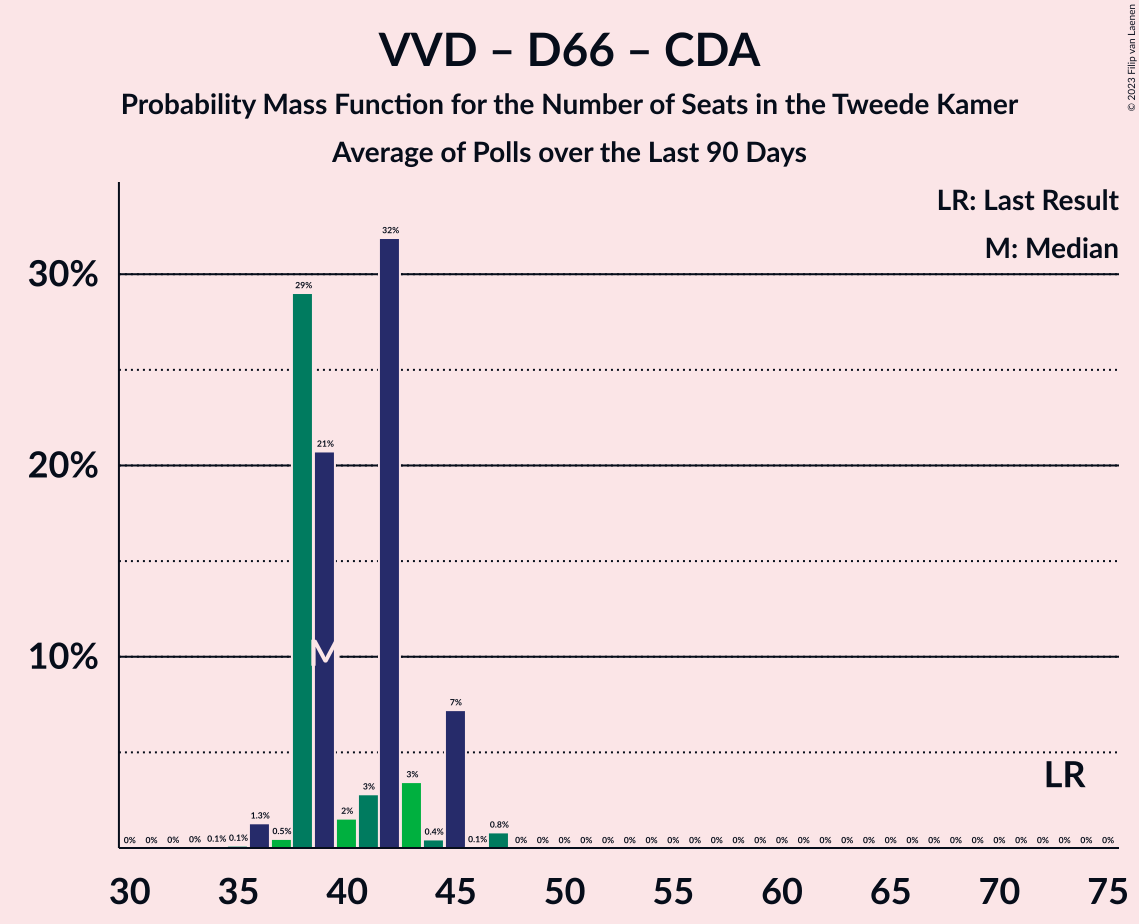 VVD – D66 – CDA
Probability Mass Function for the Number of Seats in the Tweede Kamer
Average of Polls over the Last 90 Days
© 2023 Filip van Laenen
LR: Last Result
M: Median
30%
20%
10%
0% 0% 0% 0% 0.1% 0.1% 1.3% 0.5% 29% 21% 2% 3% 32% 3% 0.4% 7% 0.1% 0.8% 0% 0% 0% 0% 0% 0% 0% 0% 0% 0% 0% 0% 0% 0% 0% 0% 0% 0% 0% 0% 0% 0% 0% 0% 0% 0% 0% 0%
M
LR
30 35 40 45 50 55 60 65 70 75